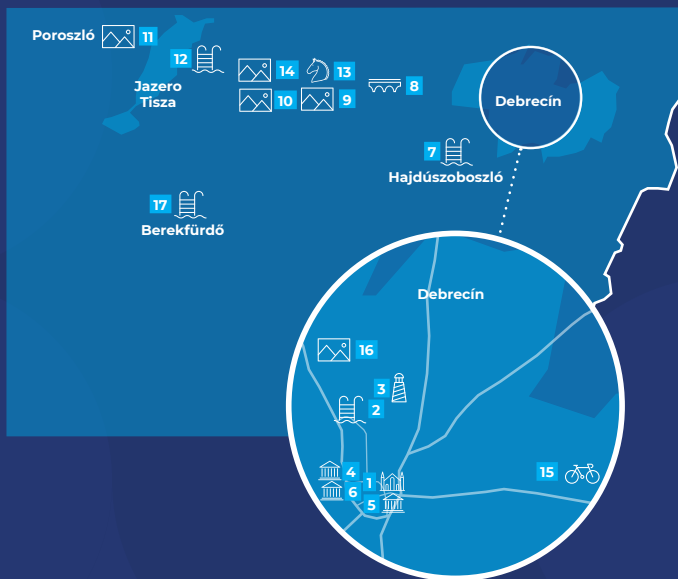 Poroszló 11
12
Jazero
Tisza
14 13
10 9
8
Debrecín
7
Hajdúszoboszló
17
Berekfürdő
Debrecín
16
3
2
4 1
6
5
15